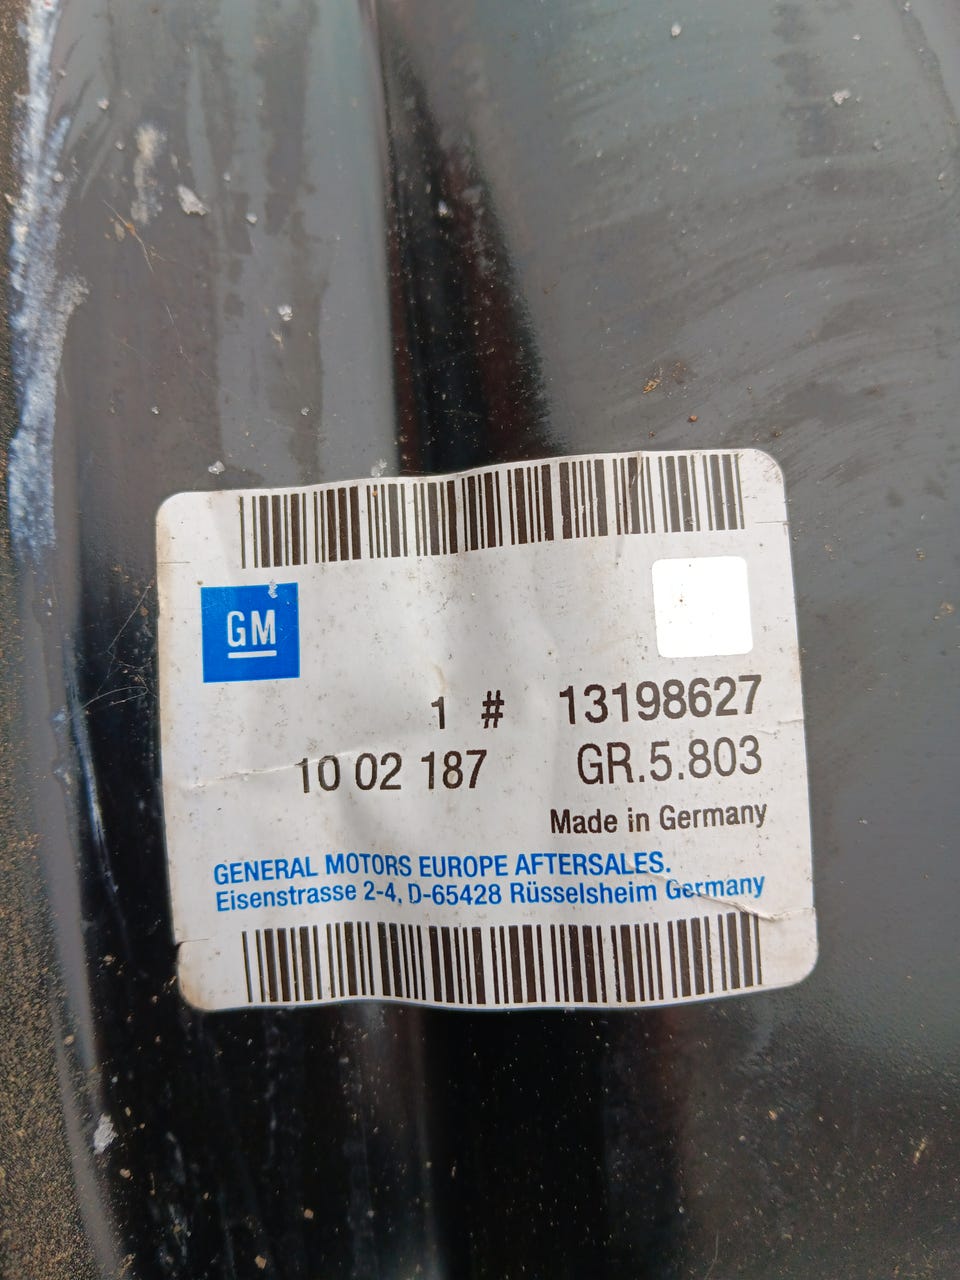 GM
1 # 13198627
10 02 187 GR.5.803
Made in Germany
GENERAL MOTORS EUROPE AFTERSALES.
Eisenstrasse 2-4, D-65428 Rüsselsheim Germany